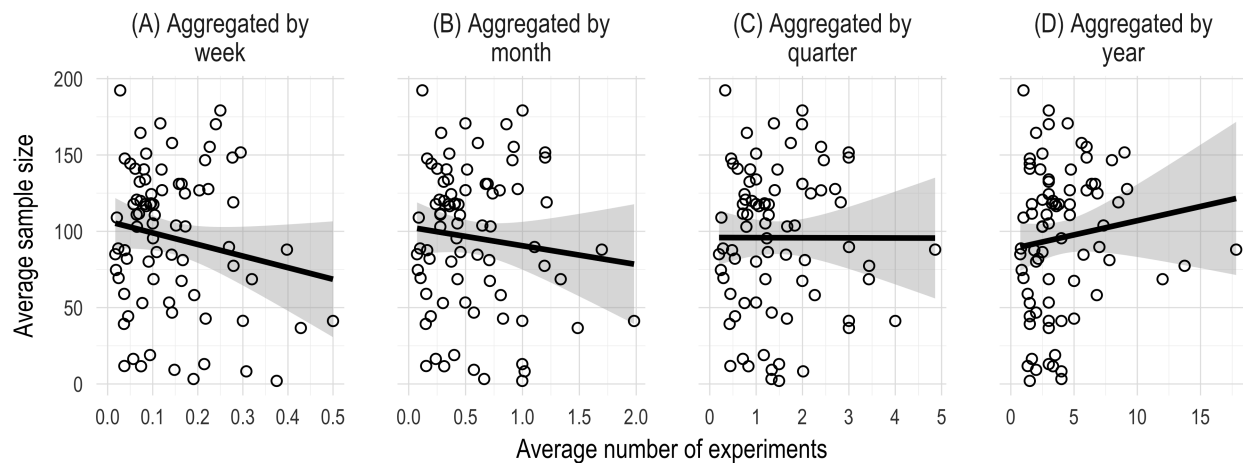 (A) Aggregated by
week
(B) Aggregated by
month
(C) Aggregated by
quarter
(D) Aggregated by
year
Average sample size
200
150
100
50
0
0.0 0.1 0.2 0.3 0.4 0.5
0.0 0.5 1.0 1.5 2.0
0 1 2 3 4 5
0 5 10 15
Average number of experiments